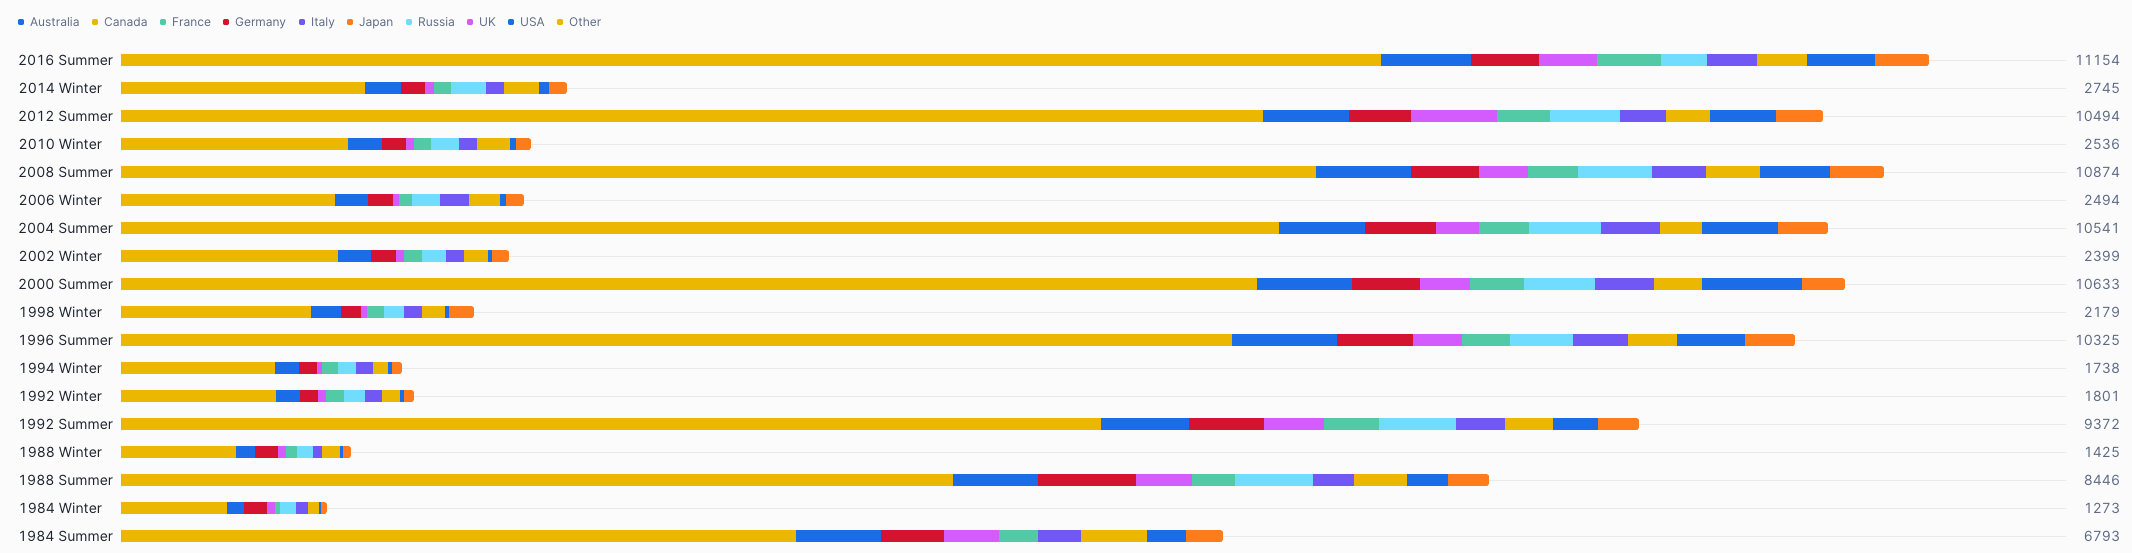 Australia Canada France Germany Italy Japan Russia UK USA Other
2016 Summer 11154
2014 Winter 2745
2012 Summer 10494
2010 Winter 2536
2008 Summer 10874
2006 Winter 2494
2004 Summer 10541
2002 Winter 2399
2000 Summer 10633
1998 Winter 2179
1996 Summer 10325
1994 Winter 1738
1992 Winter 1801
1992 Summer 9372
1988 Winter 1425
1988 Summer 8446
1984 Winter 1273
1984 Summer 6793